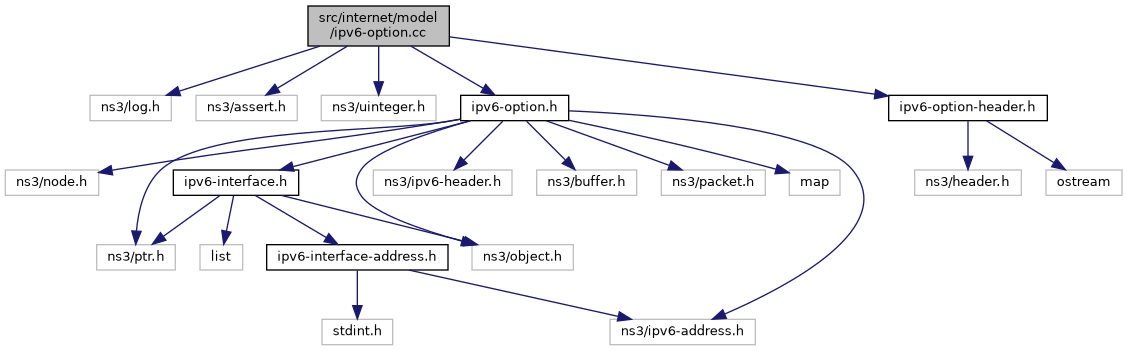 src/internet/model
/ipv6-option.cc
ns3/log.h
ns3/assert.h
ns3/uinteger.h
ipv6-option.h
ipv6-option-header.h
ns3/node.h
ipv6-interface.h
ns3/ipv6-header.h
ns3/buffer.h
ns3/packet.h
map
ns3/header.h
ostream
ns3/ptr.h
list
ipv6-interface-address.h
ns3/object.h
stdint.h
ns3/ipv6-address.h